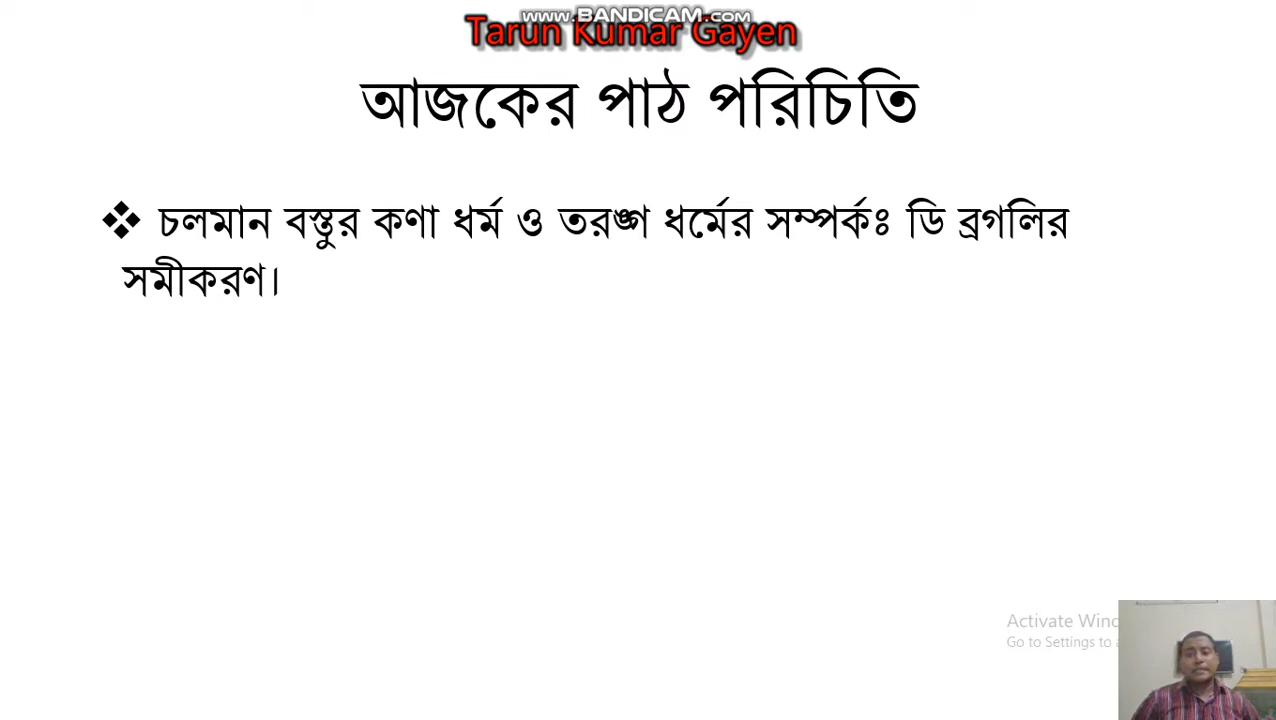 www.BANDICAM.com
Tarun Kumar Gayen
আজকের পাঠ পরিচিতি
❖ চলমান বস্তুর কণা ধর্ম ও তরঙ্গ ধর্মের সম্পর্কঃ ডি ব্রগলির
সমীকরণ।
Activate Wind
Go to Settings to a